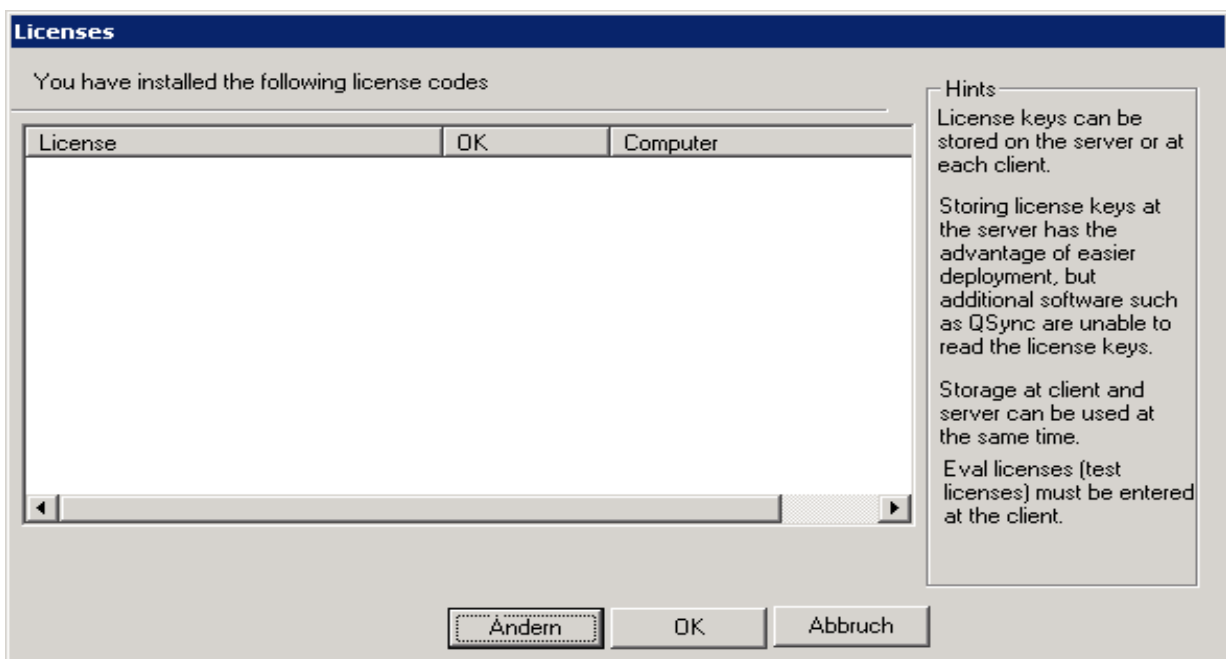 Licenses
You have installed the following license codes
License OK Computer
Hints
License keys can be
stored on the server or at
each client.
Storing license keys at
the server has the
advantage of easier
deployment, but
additional software such
as QSync are unable to
read the license keys.
Storage at client and
server can be used at
the same time.
Eval licenses (test
licenses) must be entered
at the client.
Ändern OK Abbruch